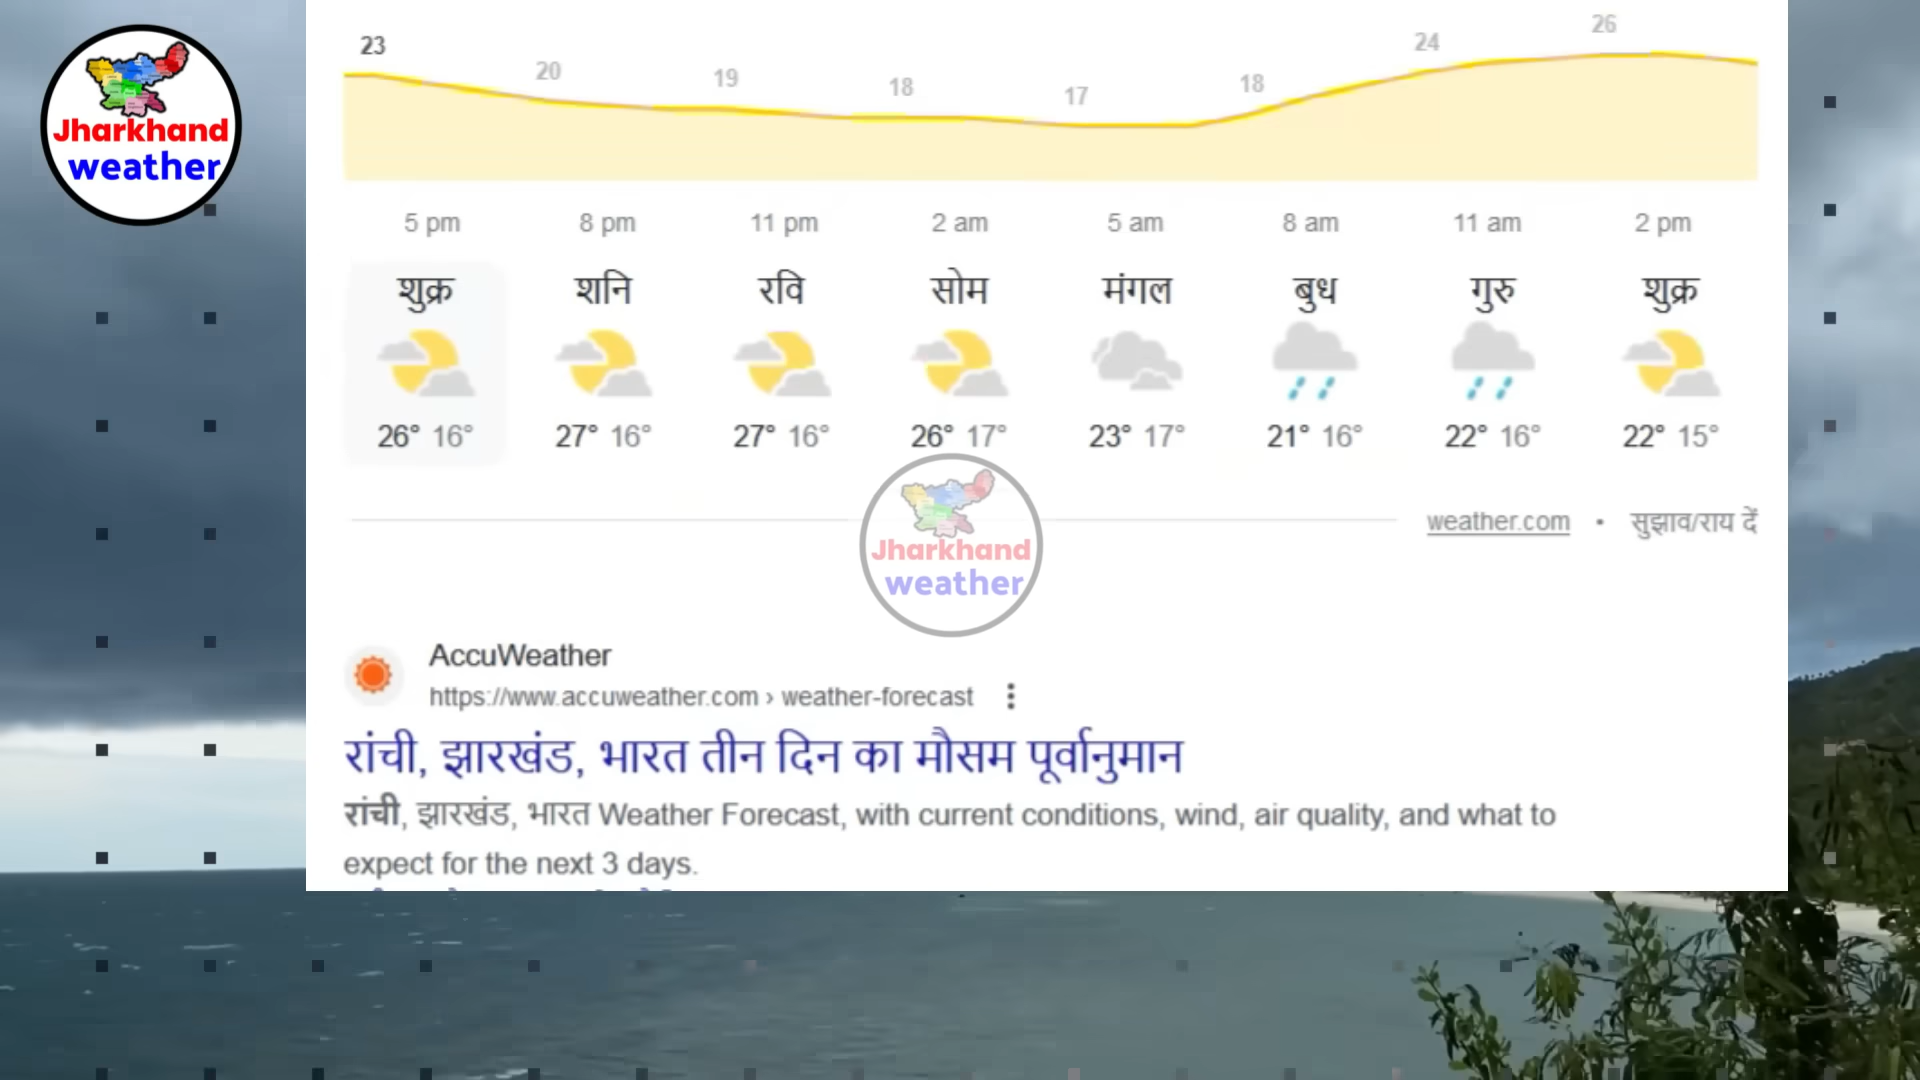 Jharkhand
weather
23 20 19 18 17 18 24 26
5 pm 8 pm 11 pm 2 am 5 am 8 am 11 am 2 pm
शुक्र शनि रवि सोम मंगल बुध गुरु शुक्र
26° 16° 27° 16° 27° 16° 26° 17° 23° 17° 21° 16° 22° 16° 22° 15°
weather.com • सुझाव/राय दें
Jharkhand
weather
AccuWeather
https://www.accuweather.com › weather-forecast
रांची, झारखंड, भारत तीन दिन का मौसम पूर्वानुमान
रांची, झारखंड, भारत Weather Forecast, with current conditions, wind, air quality, and what to
expect for the next 3 days.